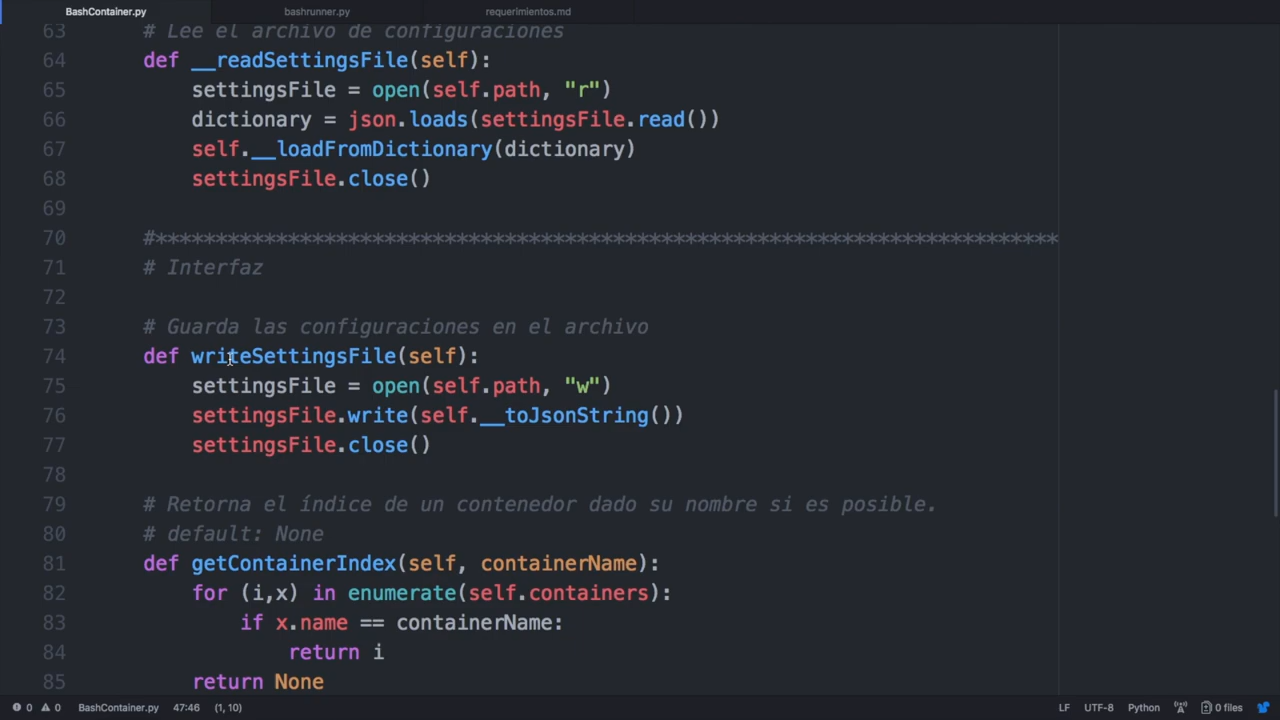 BashContainer.py
bashrunner.py
requerimientos.md
63 # Lee el archivo de configuraciones
64 def __readSettingsFile(self):
65 settingsFile = open(self.path, "r")
66 dictionary = json.loads(settingsFile.read())
67 self.__loadFromDictionary(dictionary)
68 settingsFile.close()
69
70 #****************************************************************************
71 # Interfaz
72
73 # Guarda las configuraciones en el archivo
74 def writeSettingsFile(self):
75 settingsFile = open(self.path, "w")
76 settingsFile.write(self.__toJsonString())
77 settingsFile.close()
78
79 # Retorna el índice de un contenedor dado su nombre si es posible.
80 # default: None
81 def getContainerIndex(self, containerName):
82 for (i,x) in enumerate(self.containers):
83 if x.name == containerName:
84 return i
85 return None
0 0 BashContainer.py 47:46 (1, 10) LF UTF-8 Python 0 files